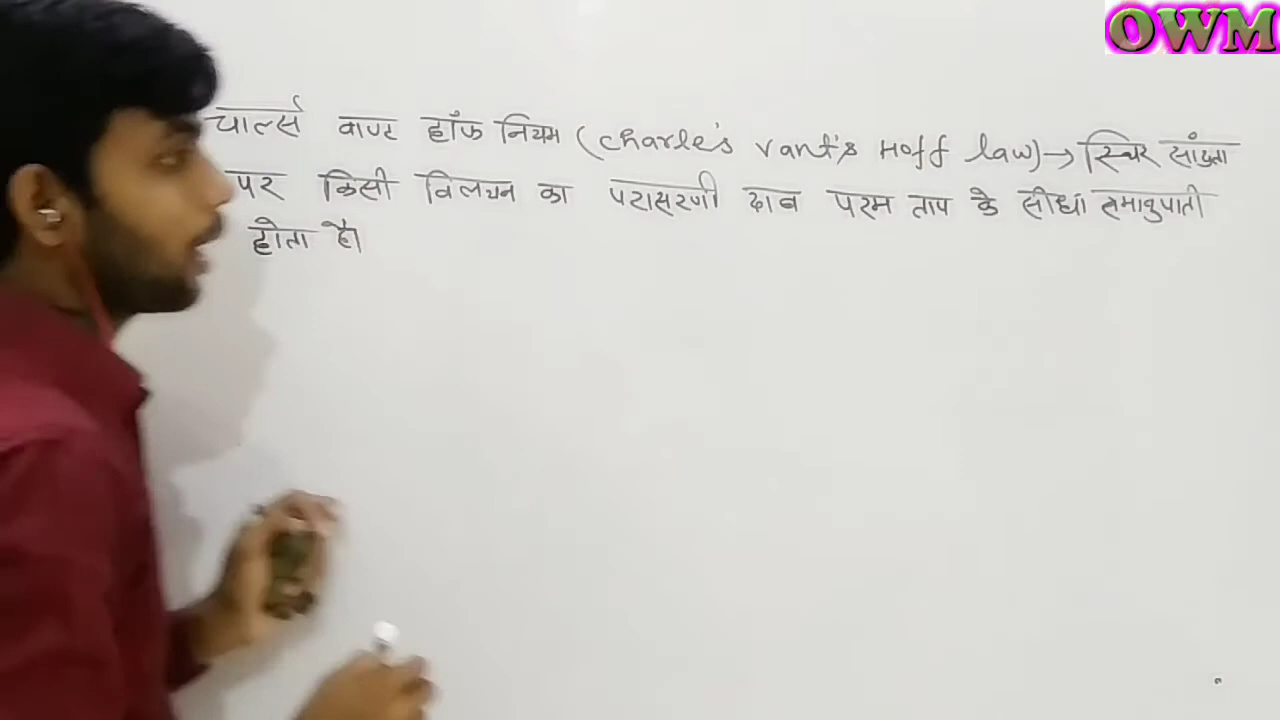 OWM
चार्ल्स वाण्ट हॉफ नियम (Charle's Vant's Hoff law) → स्थिर सांद्रता
पर किसी विलयन का परासरणी दाब परम ताप के सीधा समानुपाती
होता है।